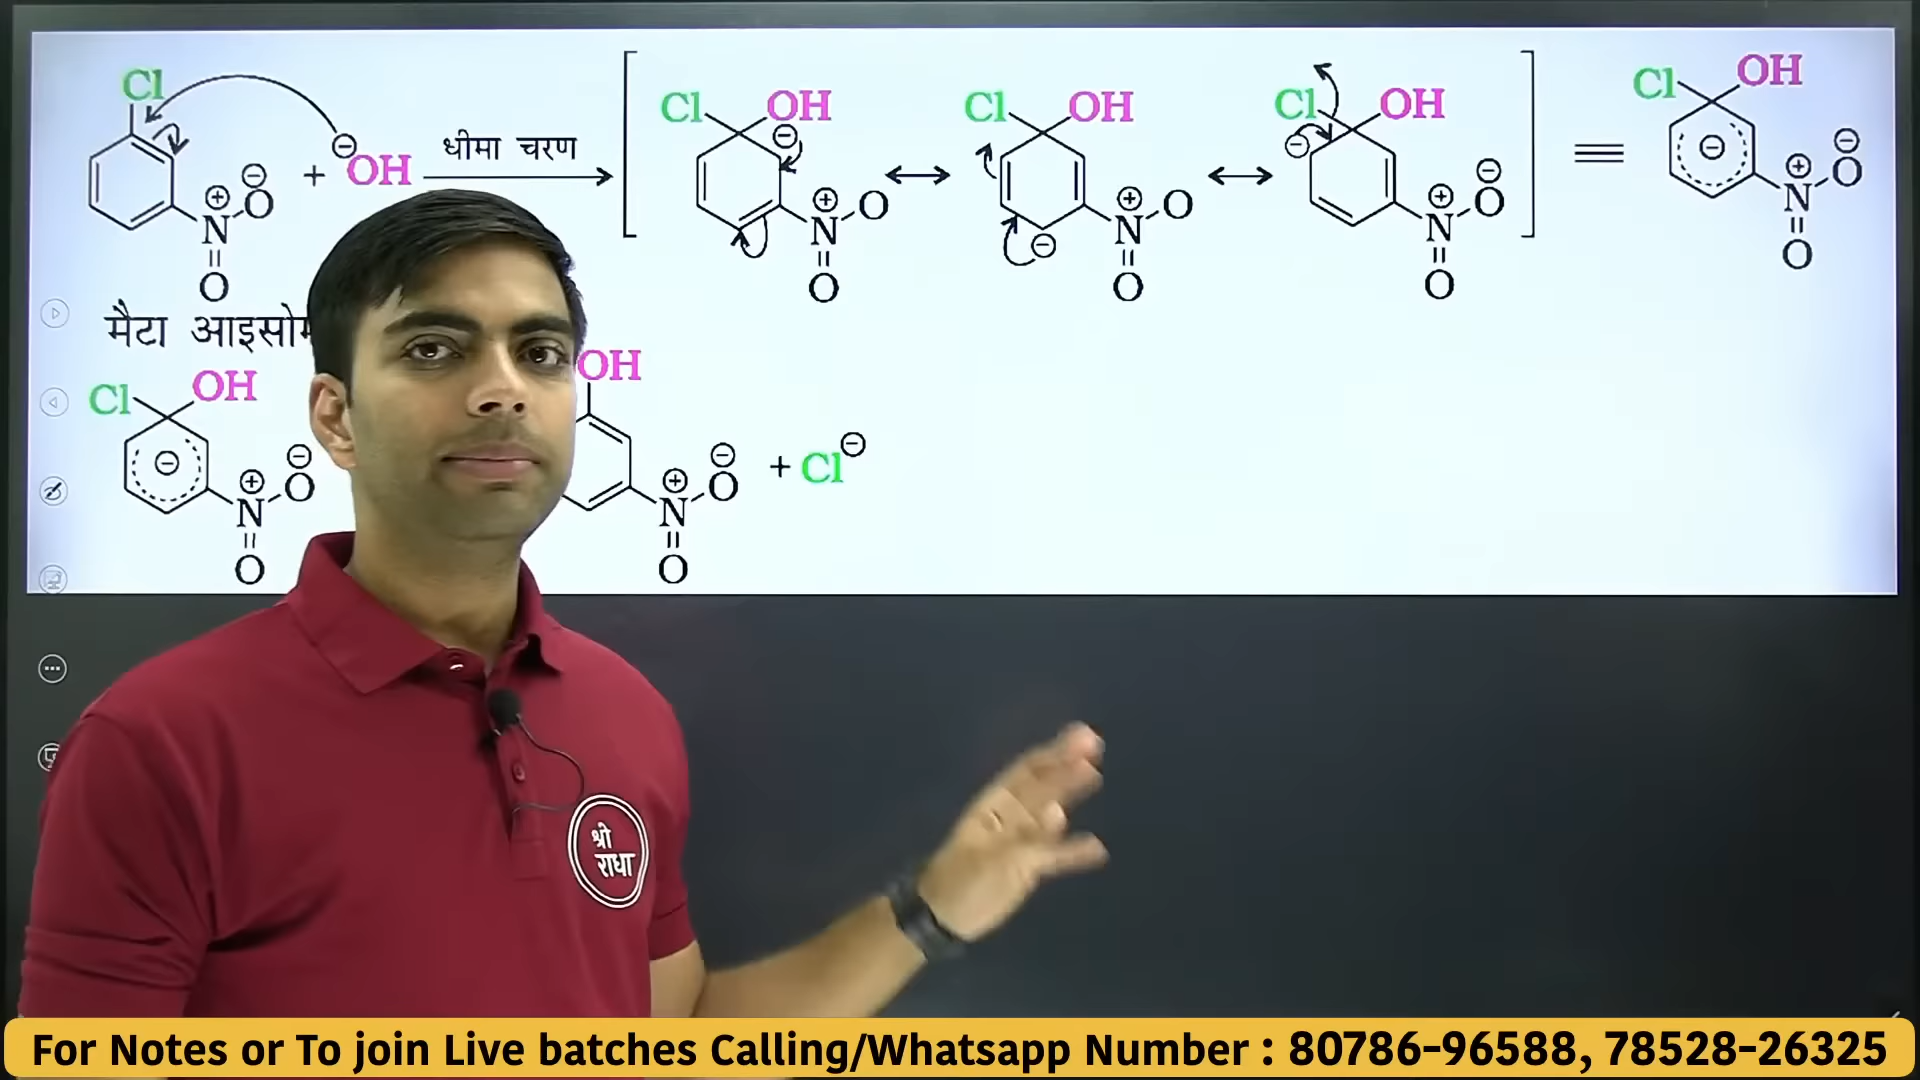 Cl
+ ⊖OH
धीमा चरण
Cl OH
⊖
⊕
N O
O
Cl OH
⊖
⊕
N O
O
Cl OH
⊖
⊕ ⊖
N O
O
≡
Cl OH
⊖
⊕ ⊖
N O
O
⊕ ⊖
N O
O
मैटा
Cl OH
⊖
⊕ ⊖
N O
O
OH
⊕ ⊖
N O
O
+ Cl⊖
श्री
राधा
For Notes or To join Live batches Calling/Whatsapp Number : 80786-96588, 78528-26325